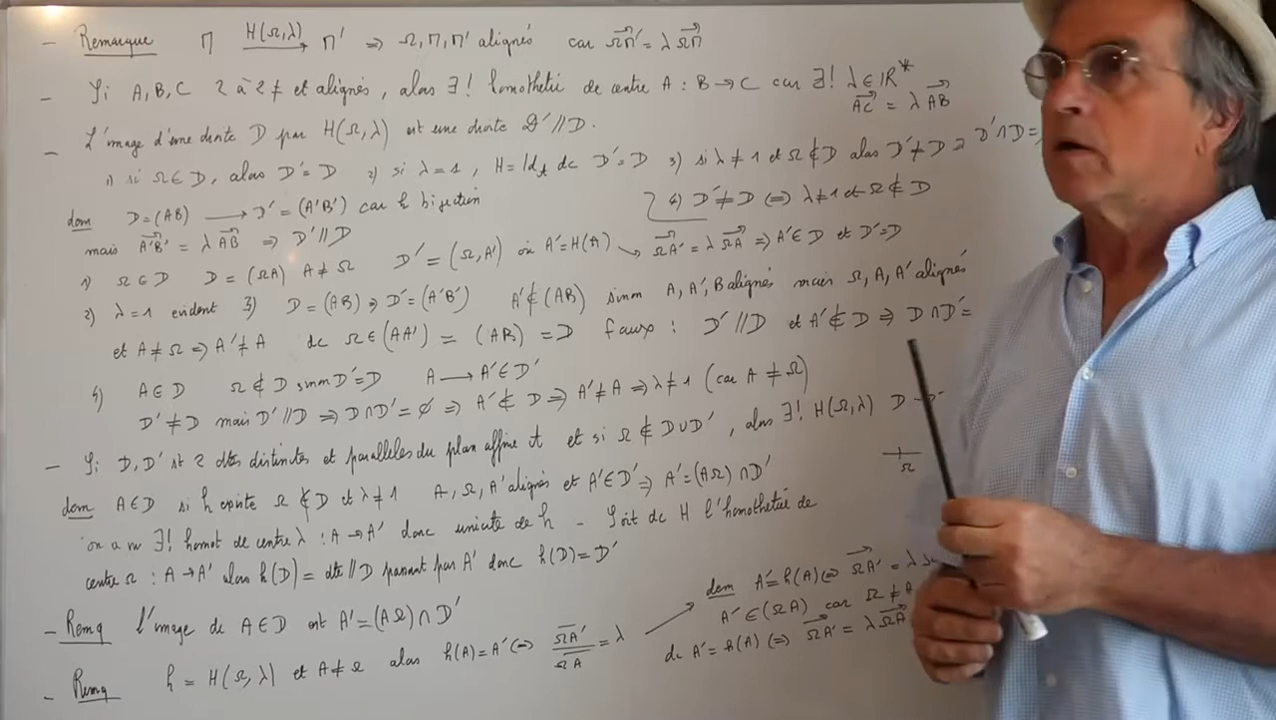 - Remarque M H(Ω,λ)→ M' ⇒ Ω, M, M' alignés car ΩM' = λ ΩM
- Si A, B, C 2 à 2 ≠ et alignés, alors ∃! homothétie de centre A : B → C car ∃! λ ∈ IR*
AC = λ AB
- L'image d'une droite D par H(Ω,λ) est une droite D' // D.
1) si Ω ∈ D, alors D' = D 2) si λ = 1, H = Id_A dc D' = D 3) si λ ≠ 1 et Ω ∉ D alors D' ≠ D D' ∩ D =
4) D' ≠ D ⇔ λ ≠ 1 et Ω ∉ D
dem D = (AB) → D' = (A'B') car h bijection
mais A'B' = λ AB ⇒ D' // D
1) Ω ∈ D D = (ΩA) A ≠ Ω D' = (Ω, A') où A' = H(A) → ΩA' = λ ΩA ⇒ A' ∈ D et D' = D
2) λ = 1 evident 3) D = (AB) ⇒ D' = (A'B') A' ∉ (AB) sinon A, A', B alignés mais Ω, A, A' alignés
et A ≠ Ω ⇒ A' ≠ A dc Ω ∈ (AA') = (AB) = D faux : D' // D et A' ∉ D ⇒ D ∩ D' =
4) A ∈ D Ω ∉ D sinon D' = D A → A' ∈ D'
D' ≠ D mais D' // D ⇒ D ∩ D' = ∅ ⇒ A' ∉ D ⇒ A' ≠ A ⇒ λ ≠ 1 (car A ≠ Ω)
- Si D, D' st 2 dtes distinctes et paralleles du plan affine A et si Ω ∉ D ∪ D', alors ∃! H(Ω,λ) D →
Ω
dem A ∈ D si h existe Ω ∉ D et λ ≠ 1 A, Ω, A' alignés et A' ∈ D' ⇒ A' = (AΩ) ∩ D'
on a vu ∃! homot de centre λ : A → A' donc unicité de h - Soit dc H l'homothétie de
centre Ω : A → A' alors h(D) = dte // D passant par A' donc h(D) = D'
- Remq l'image de A ∈ D est A' = (AΩ) ∩ D'
- Remq h = H(Ω,λ) et A ≠ Ω alors h(A) = A' ⇔ ΩA'/ΩA = λ
dem A' = h(A) ⇔ ΩA' = λ
A' ∈ (ΩA) car Ω ≠ A
dc A' = h(A) ⇔ ΩA' = λ ΩA